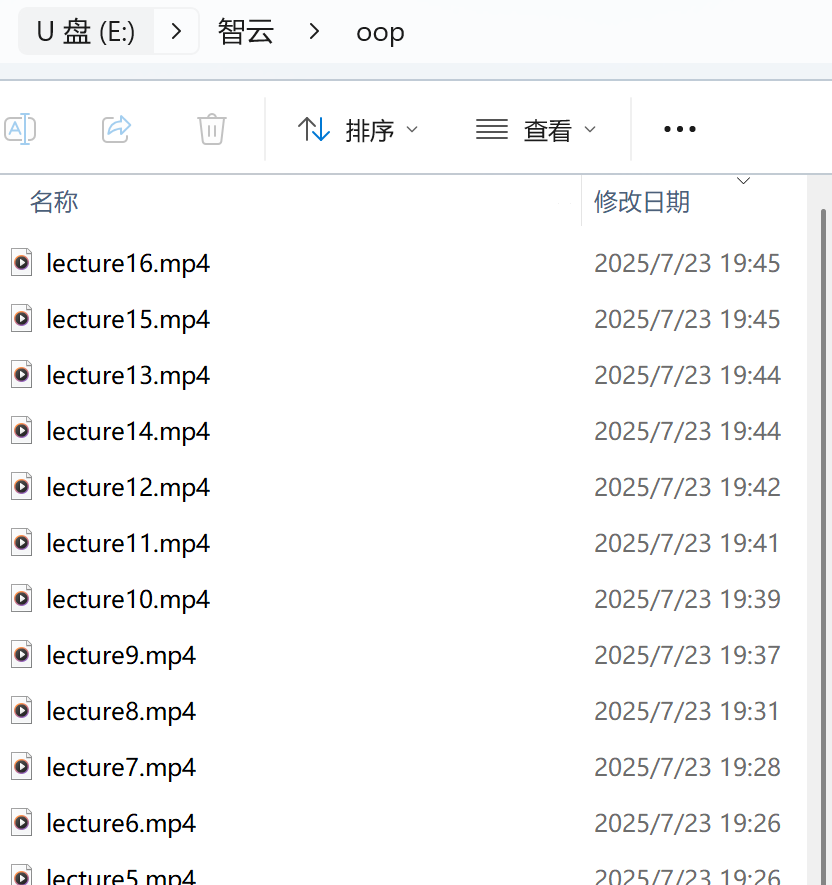 U 盘 (E:) > 智云 > oop
排序 查看
名称 修改日期
lecture16.mp4 2025/7/23 19:45
lecture15.mp4 2025/7/23 19:45
lecture13.mp4 2025/7/23 19:44
lecture14.mp4 2025/7/23 19:44
lecture12.mp4 2025/7/23 19:42
lecture11.mp4 2025/7/23 19:41
lecture10.mp4 2025/7/23 19:39
lecture9.mp4 2025/7/23 19:37
lecture8.mp4 2025/7/23 19:31
lecture7.mp4 2025/7/23 19:28
lecture6.mp4 2025/7/23 19:26
lecture5.mp4 2025/7/23 19:26